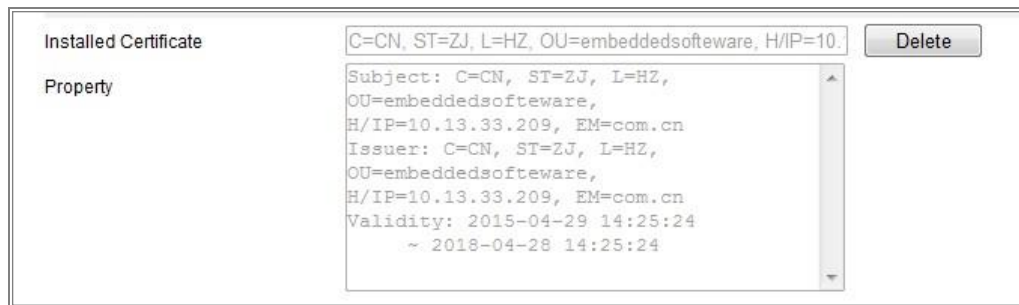 Installed Certificate
C=CN, ST=ZJ, L=HZ, OU=embeddedsofteware, H/IP=10.
Delete
Property
Subject: C=CN, ST=ZJ, L=HZ,
OU=embeddedsofteware,
H/IP=10.13.33.209, EM=com.cn
Issuer: C=CN, ST=ZJ, L=HZ,
OU=embeddedsofteware,
H/IP=10.13.33.209, EM=com.cn
Validity: 2015-04-29 14:25:24
~ 2018-04-28 14:25:24